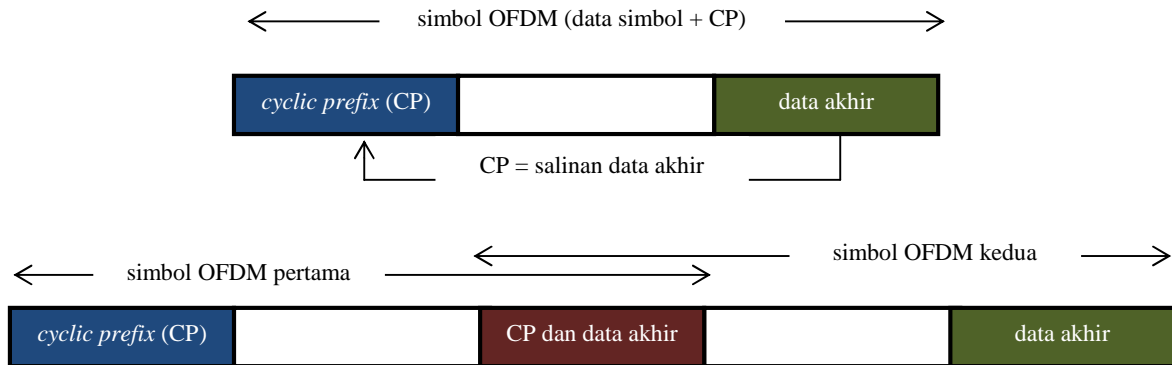 simbol OFDM (data simbol + CP)
cyclic prefix (CP)
data akhir
CP = salinan data akhir
simbol OFDM kedua
simbol OFDM pertama
cyclic prefix (CP)
CP dan data akhir
data akhir